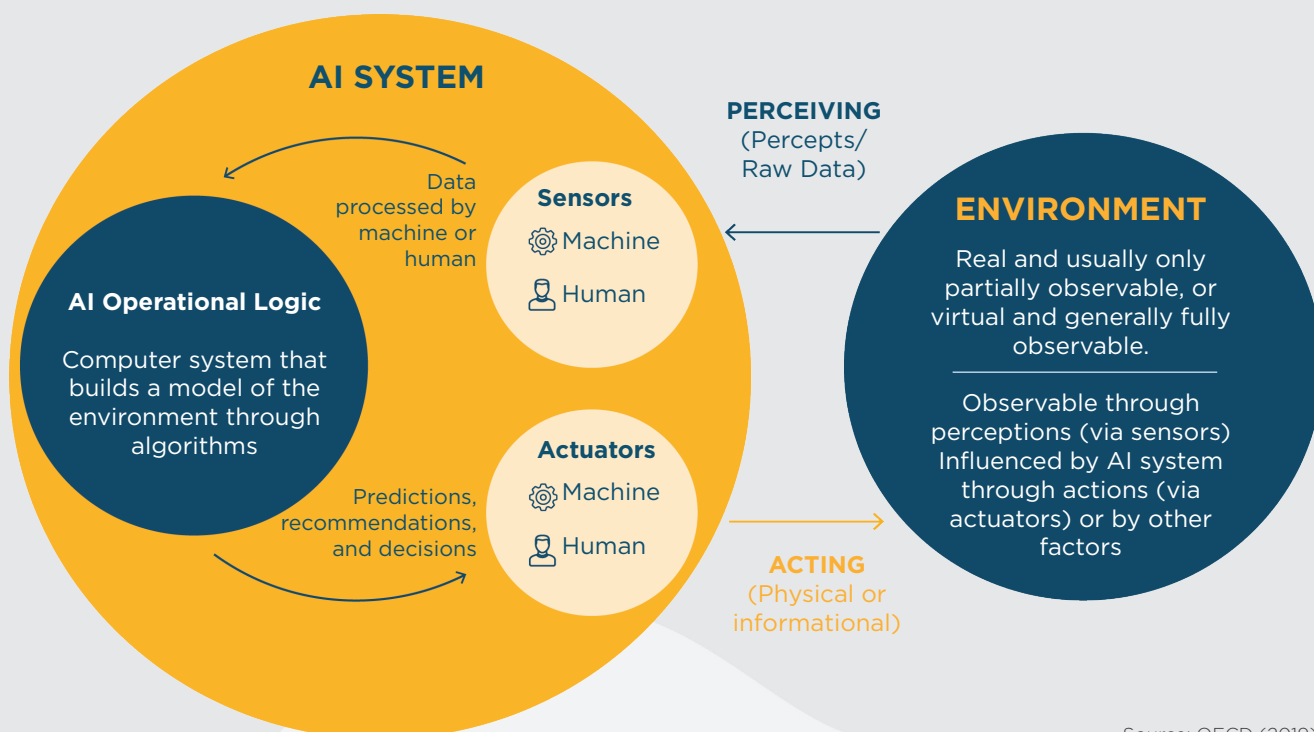 AI SYSTEM
PERCEIVING
(Percepts/
Raw Data)
Data
processed by
machine or
human
Sensors
Machine
Human
AI Operational Logic
Computer system that
builds a model of the
environment through
algorithms
Predictions,
recommendations,
and decisions
Actuators
Machine
Human
ACTING
(Physical or
informational)
ENVIRONMENT
Real and usually only
partially observable, or
virtual and generally fully
observable.
Observable through
perceptions (via sensors)
Influenced by AI system
through actions (via
actuators) or by other
factors
Source: OECD (2019)